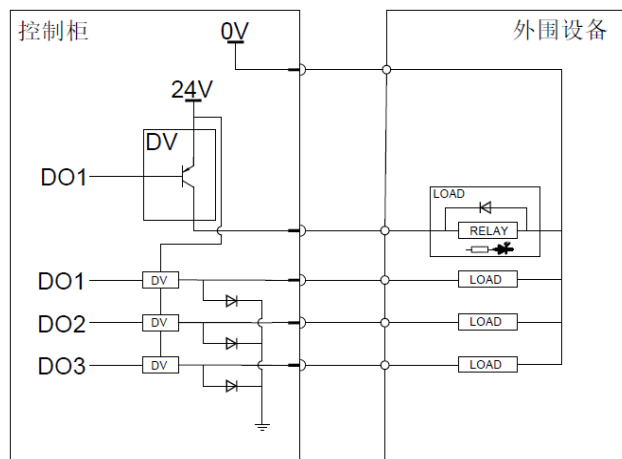 控制柜
0V
外围设备
24V
DV
DO1
LOAD
RELAY
DO1 DV LOAD
DO2 DV LOAD
DO3 DV LOAD